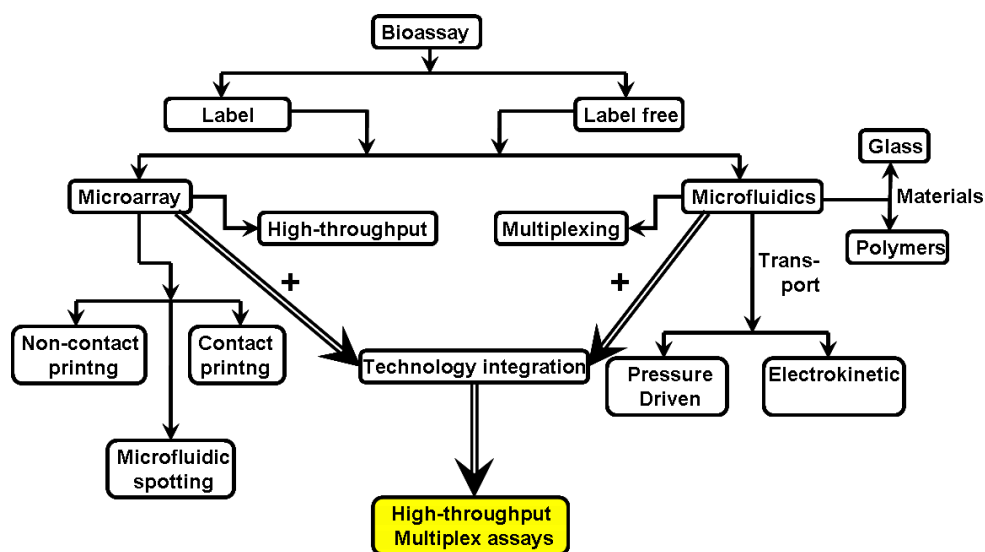 Bioassay
Label
Label free
Glass
Microarray
Microfluidics
Materials
High-throughput
Multiplexing
Polymers
Trans-
port
+
+
Non-contact
printng
Contact
printng
Technology integration
Pressure
Driven
Electrokinetic
Microfluidic
spotting
High-throughput
Multiplex assays